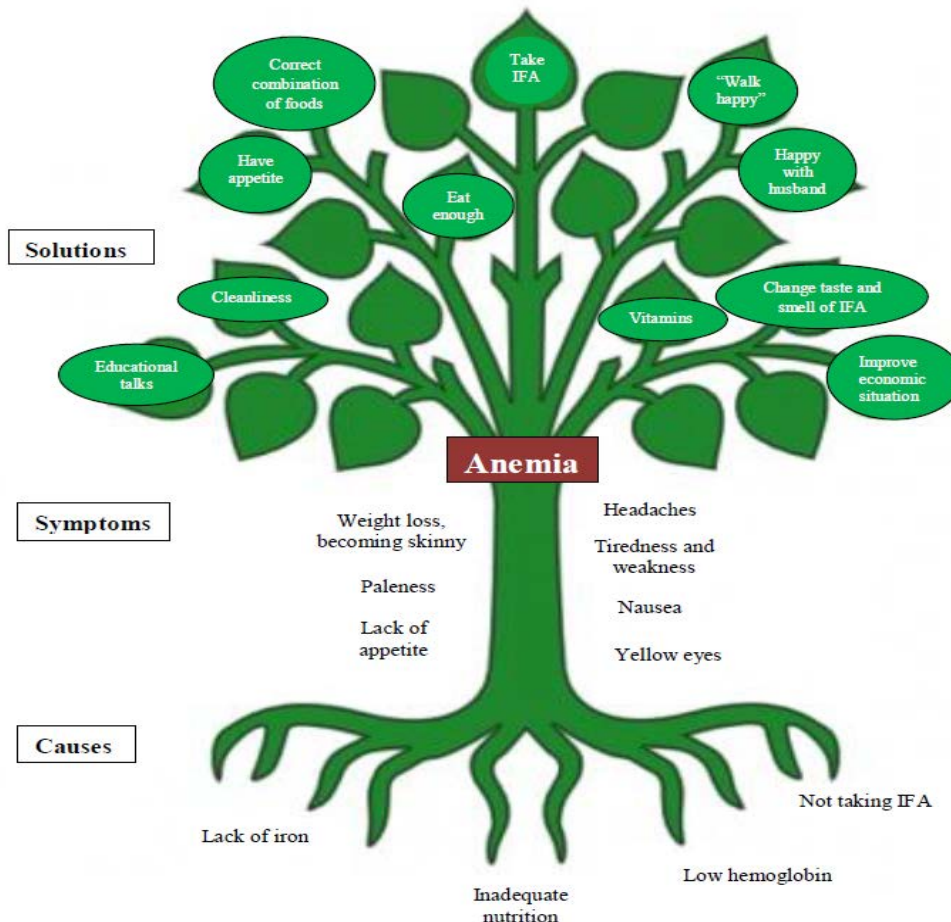 Take
IFA
Correct
combination
of foods
"Walk
happy"
Have
appetite
Happy
with
husband
Eat
enough
Solutions
Cleanliness
Change taste and
smell of IFA
Vitamins
Educational
talks
Improve
economic
situation
Anemia
Symptoms
Weight loss,
becoming skinny
Headaches
Tiredness and
weakness
Paleness
Nausea
Lack of
appetite
Yellow eyes
Causes
Not taking IFA
Lack of iron
Low hemoglobin
Inadequate
nutrition